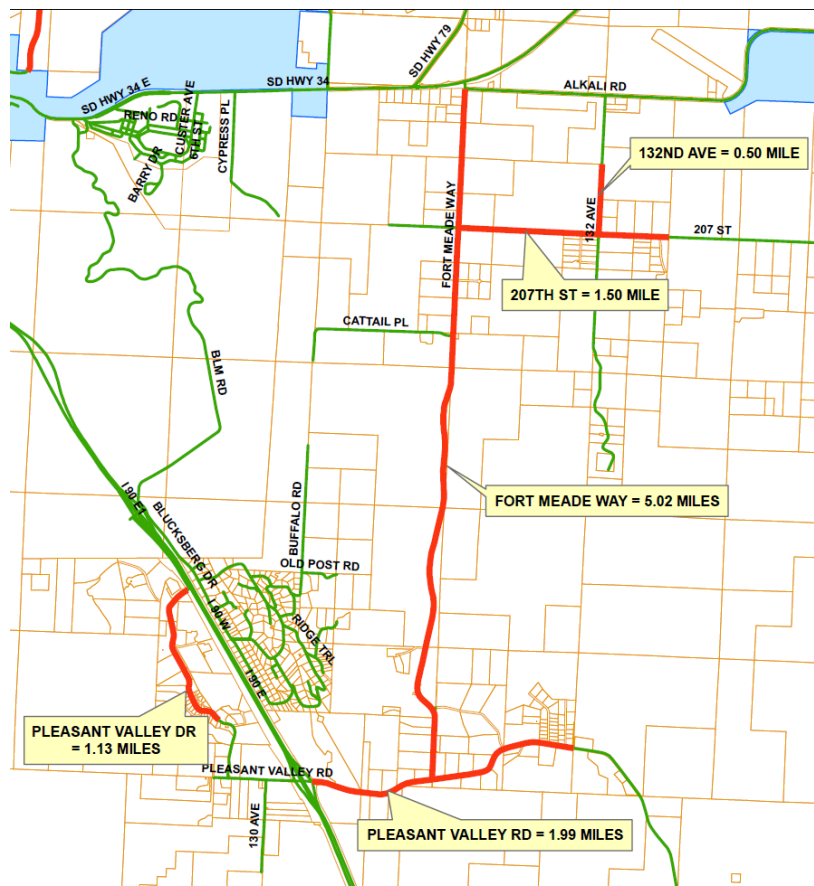 SD HWY 79
SD HWY 34 E
SD HWY 34
ALKALI RD
RENO RD
CUSTER AVE
6TH ST
CYPRESS PL
BARRY DR
132ND AVE = 0.50 MILE
FORT MEADE WAY
132 AVE
207 ST
207TH ST = 1.50 MILE
CATTAIL PL
BLM RD
I 90 E1
BLUCKSBERG DR
BUFFALO RD
FORT MEADE WAY = 5.02 MILES
OLD POST RD
I 90 W
RIDGE TRL
I 90 E
PLEASANT VALLEY DR
= 1.13 MILES
PLEASANT VALLEY RD
130 AVE
PLEASANT VALLEY RD = 1.99 MILES